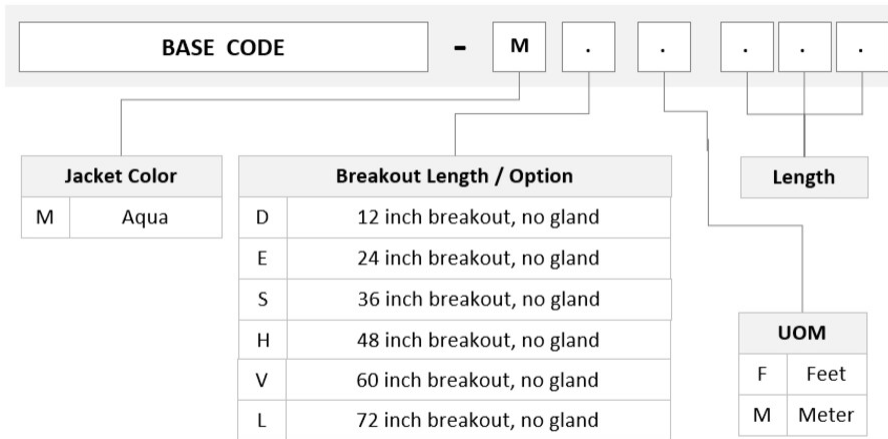 BASE CODE - M . . . . .
Jacket Color
M Aqua
Breakout Length / Option
D 12 inch breakout, no gland
E 24 inch breakout, no gland
S 36 inch breakout, no gland
H 48 inch breakout, no gland
V 60 inch breakout, no gland
L 72 inch breakout, no gland
Length
UOM
F Feet
M Meter